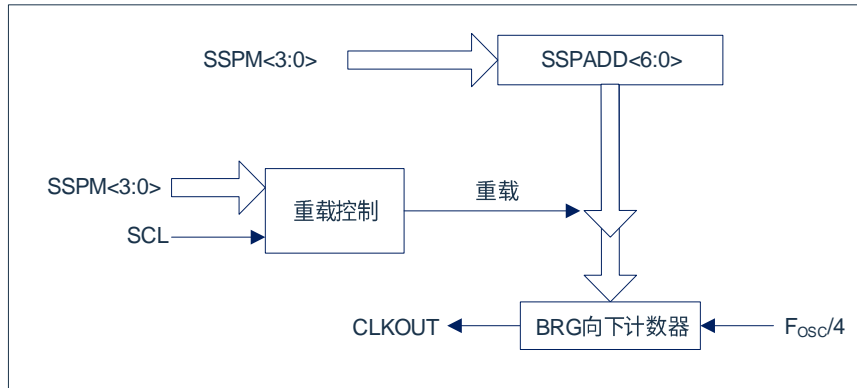 SSPM<3:0>
SSPADD<6:0>
SSPM<3:0>
重载控制
重载
SCL
CLKOUT
BRG向下计数器
FOSC/4